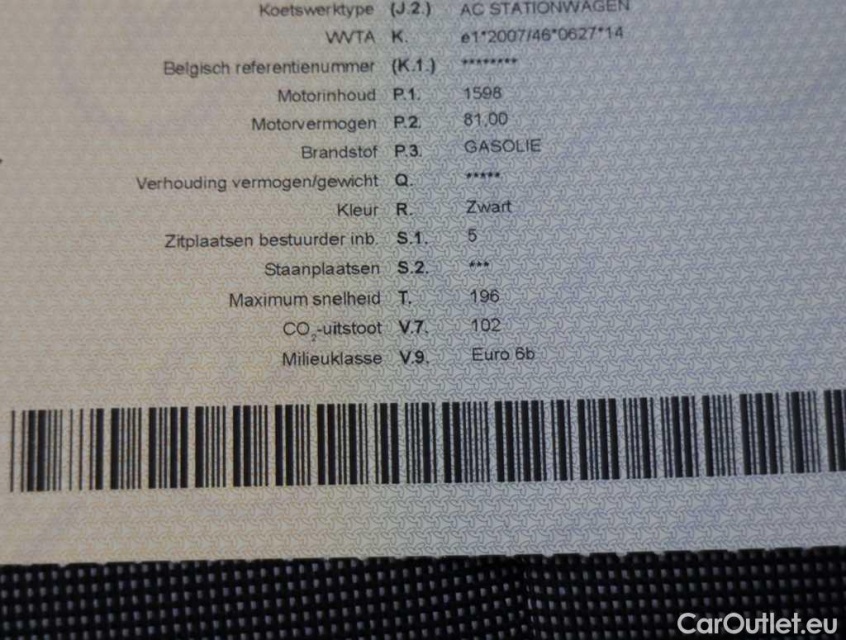 Koetswerktype (J.2.) AC STATIONWAGEN
WVTA K. e1*2007/46*0627*14
Belgisch referentienummer (K.1.) ********
Motorinhoud P.1. 1598
Motorvermogen P.2. 81,00
Brandstof P.3. GASOLIE
Verhouding vermogen/gewicht Q. *****
Kleur R. Zwart
Zitplaatsen bestuurder inb. S.1. 5
Staanplaatsen S.2. ***
Maximum snelheid T. 196
CO₂-uitstoot V.7. 102
Milieuklasse V.9. Euro 6b
CarOutlet.eu